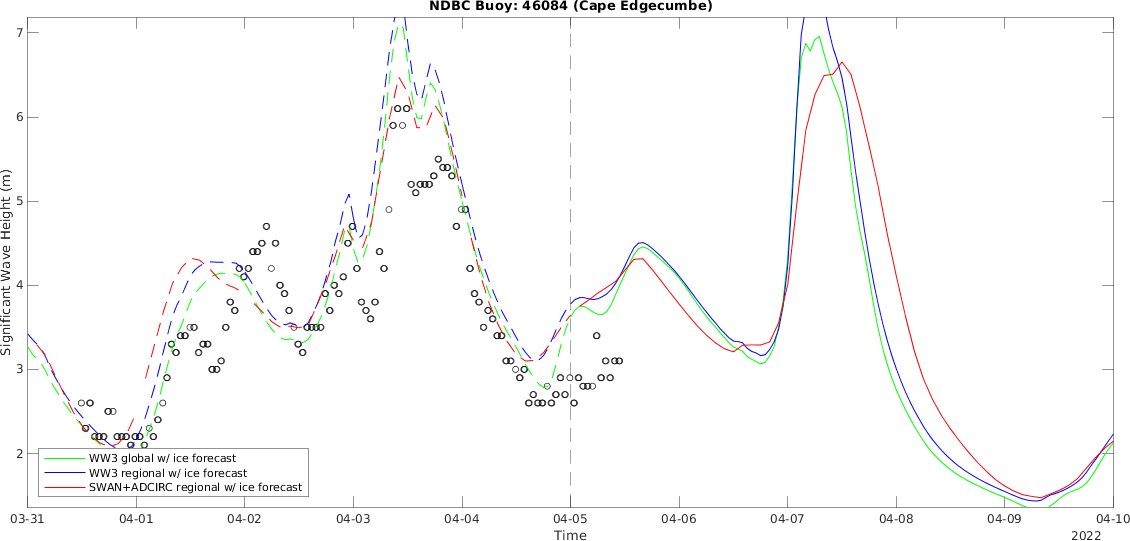 NDBC Buoy: 46084 (Cape Edgecumbe)
7
6
5
4
3
2
Significant Wave Height (m)
WW3 global w/ ice forecast
WW3 regional w/ ice forecast
SWAN+ADCIRC regional w/ ice forecast
03-31 04-01 04-02 04-03 04-04 04-05 04-06 04-07 04-08 04-09 04-10
Time 2022